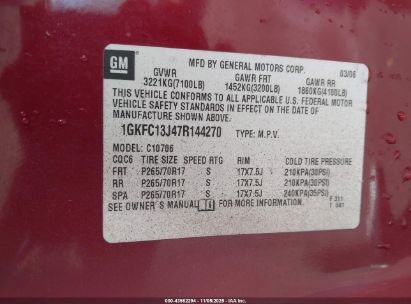 GM
MFD BY GENERAL MOTORS CORP. 03/06
GVWR GAWR FRT GAWR RR
3221KG(7100LB) 1452KG(3200LB) 1860KG(4100LB)
THIS VEHICLE CONFORMS TO ALL APPLICABLE U.S. FEDERAL MOTOR
VEHICLE SAFETY STANDARDS IN EFFECT ON THE DATE OF
MANUFACTURE SHOWN ABOVE.
1GKFC13J47R144270 TYPE: M.P.V.
MODEL: C10706
CQC6 TIRE SIZE SPEED RTG RIM COLD TIRE PRESSURE
FRT P265/70R17 S 17X7.5J 210KPA(30PSI)
RR P265/70R17 S 17X7.5J 210KPA(30PSI)
SPA P265/70R17 S 17X7.5J 240KPA(35PSI)
SEE OWNER'S MANUAL FOR MORE INFORMATION.